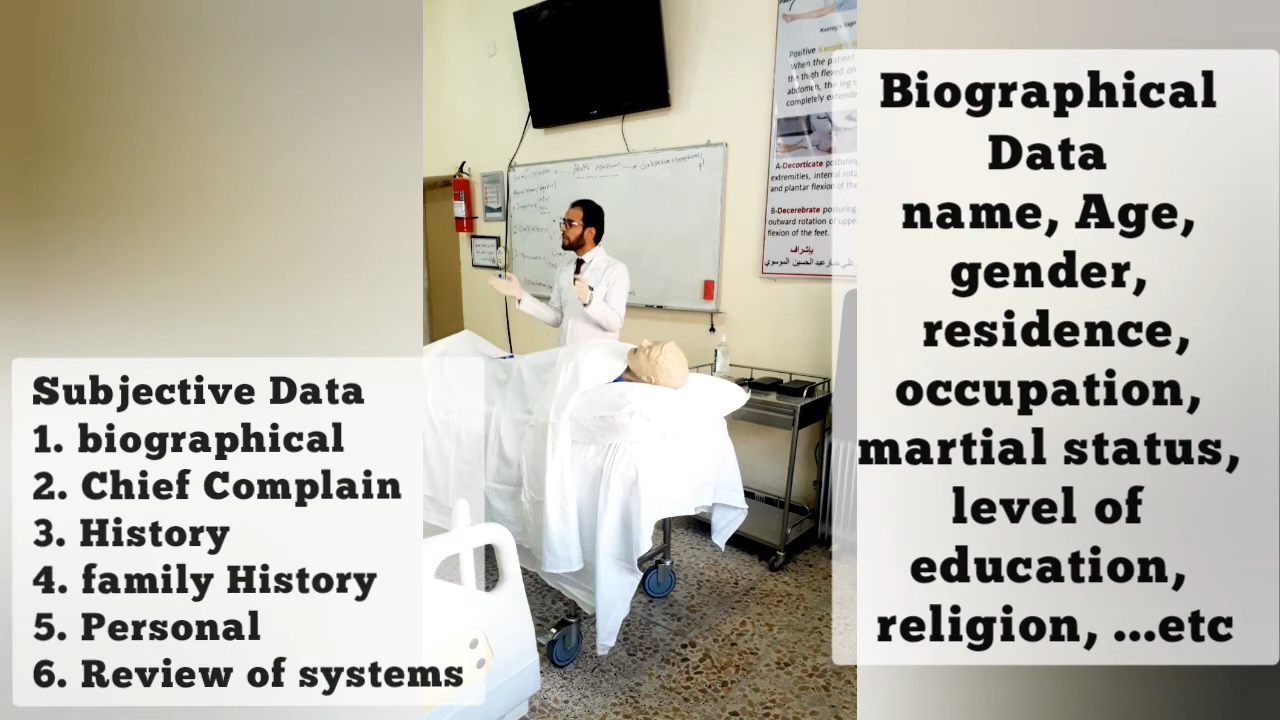 Subjective Data
1. biographical
2. Chief Complain
3. History
4. family History
5. Personal
6. Review of systems
Biographical
Data
name, Age,
gender,
residence,
occupation,
martial status,
level of
education,
religion, ...etc
Positive
When the patient
the thigh flexed on
abdomen, the leg c
completely extende
A-Decorticate posturing
extremities, internal rota
and plantar flexion of the
B-Decerebrate posturing,
outward rotation of uppe
flexion of the feet.
بإشراف
عبد الحسين الموسوي